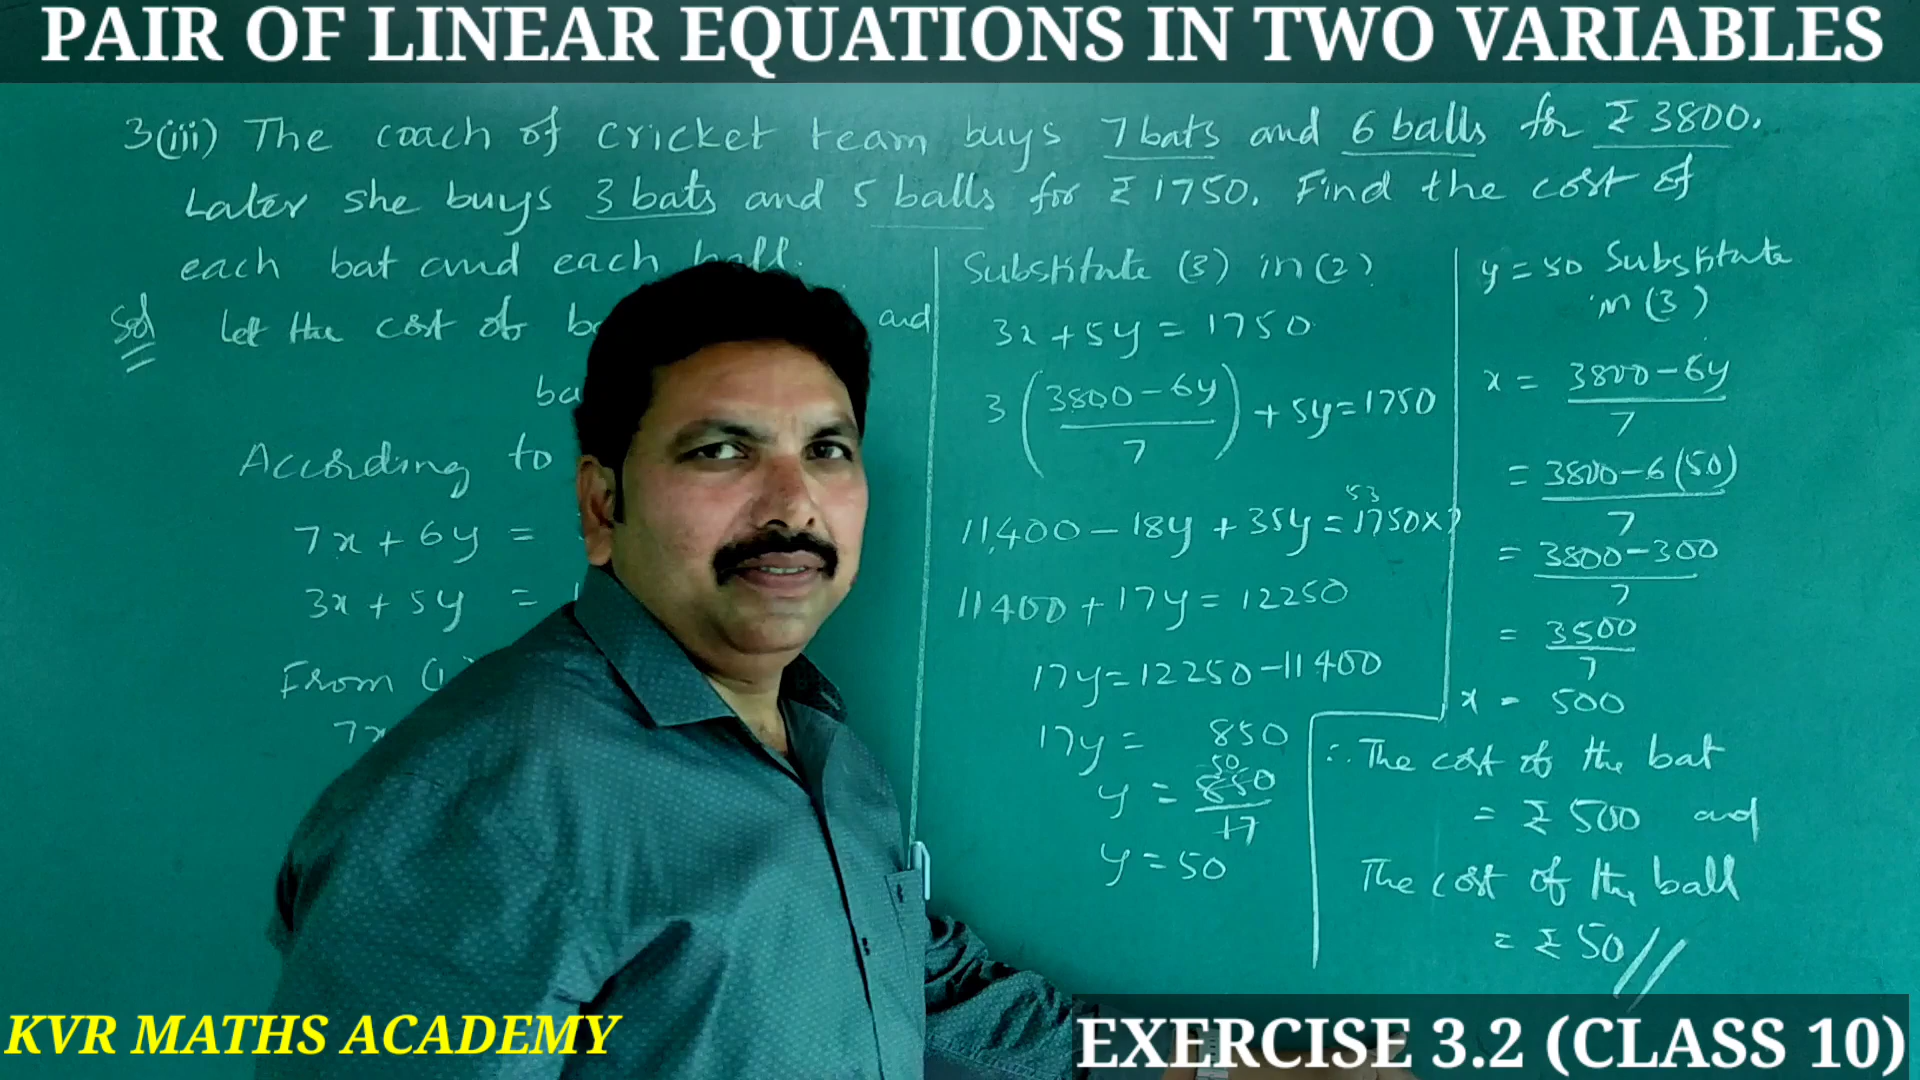 PAIR OF LINEAR EQUATIONS IN TWO VARIABLES
3(iii) The coach of cricket team buys 7 bats and 6 balls for ₹ 3800.
Later she buys 3 bats and 5 balls for ₹ 1750. Find the cost of
each bat and each ball.
Sol Let the cost of and
According to
7x + 6y =
3x + 5y =
From (1)
7x
Substitute (3) in (2)
3x + 5y = 1750
3 (3800 - 6y / 7) + 5y = 1750
53
11,400 - 18y + 35y = 1750 × 7
11400 + 17y = 12250
17y = 12250 - 11400
17y = 850
50
y = 850 / 17
y = 50
y = 50 Substitute
in (3)
x = 3800 - 6y / 7
= 3800 - 6(50) / 7
= 3800 - 300 / 7
= 3500 / 7
x = 500
∴ The cost of the bat
= ₹ 500 and
The cost of the ball
= ₹ 50 //
KVR MATHS ACADEMY
EXERCISE 3.2 (CLASS 10)